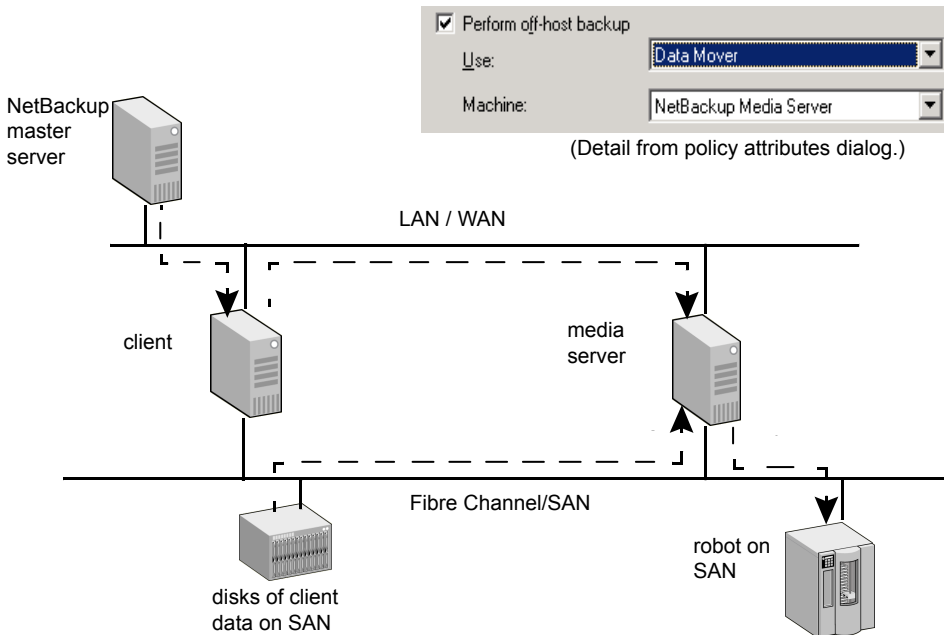 Perform off-host backup
Use:
Data Mover
Machine:
NetBackup Media Server
(Detail from policy attributes dialog.)
NetBackup
master
server
LAN / WAN
client
media
server
Fibre Channel/SAN
disks of client
data on SAN
robot on
SAN